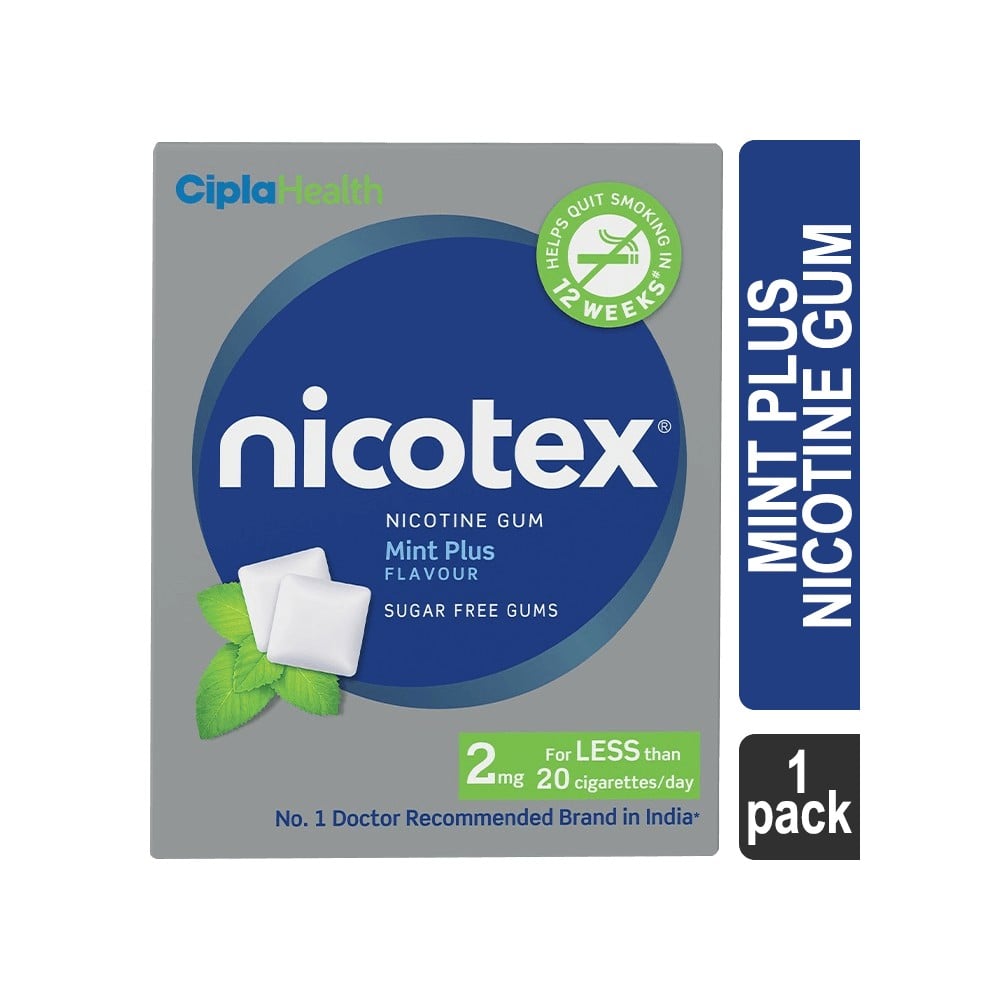 CiplaHealth
HELPS QUIT SMOKING IN
12 WEEKS#
nicotex®
NICOTINE GUM
Mint Plus
FLAVOUR
SUGAR FREE GUMS
2mg
For LESS than
20 cigarettes/day
No. 1 Doctor Recommended Brand in India*
MINT PLUS
NICOTINE GUM
1
pack